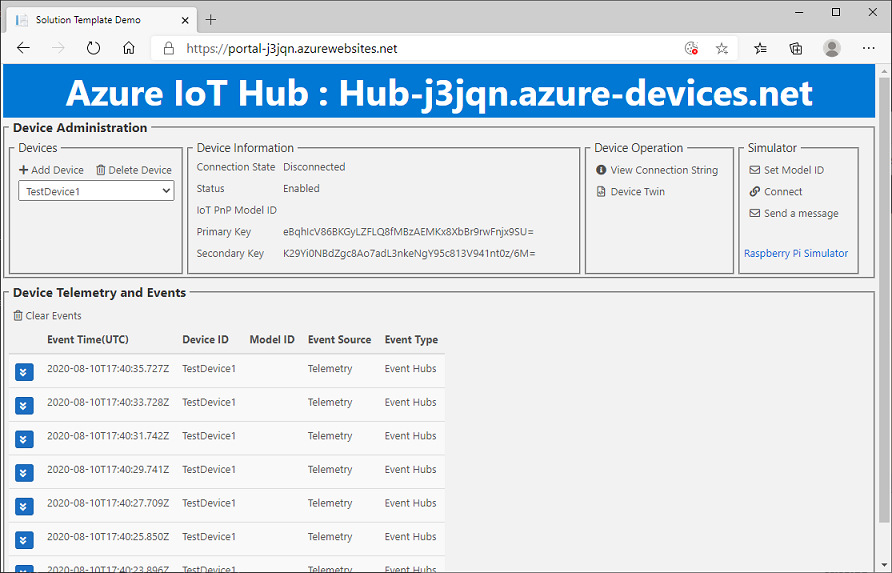 Solution Template Demo
https://portal-j3jqn.azurewebsites.net
Azure IoT Hub : Hub-j3jqn.azure-devices.net
Device Administration
Devices
Add Device Delete Device
TestDevice1
Device Information
Connection State Disconnected
Status Enabled
IoT PnP Model ID
Primary Key eBqhIcV86BKGyLZFLQ8fMBzAEMKx8XbBr9rwFnjx9SU=
Secondary Key K29Yi0NBdZgc8Ao7adL3nkeNgY95c813V941nt0z/6M=
Device Operation
View Connection String
Device Twin
Simulator
Set Model ID
Connect
Send a message
Raspberry Pi Simulator
Device Telemetry and Events
Clear Events
Event Time(UTC) Device ID Model ID Event Source Event Type
2020-08-10T17:40:35.727Z TestDevice1 Telemetry Event Hubs
2020-08-10T17:40:33.728Z TestDevice1 Telemetry Event Hubs
2020-08-10T17:40:31.742Z TestDevice1 Telemetry Event Hubs
2020-08-10T17:40:29.741Z TestDevice1 Telemetry Event Hubs
2020-08-10T17:40:27.709Z TestDevice1 Telemetry Event Hubs
2020-08-10T17:40:25.850Z TestDevice1 Telemetry Event Hubs
2020-08-10T17:40:23.896Z TestDevice1 Telemetry Event Hubs